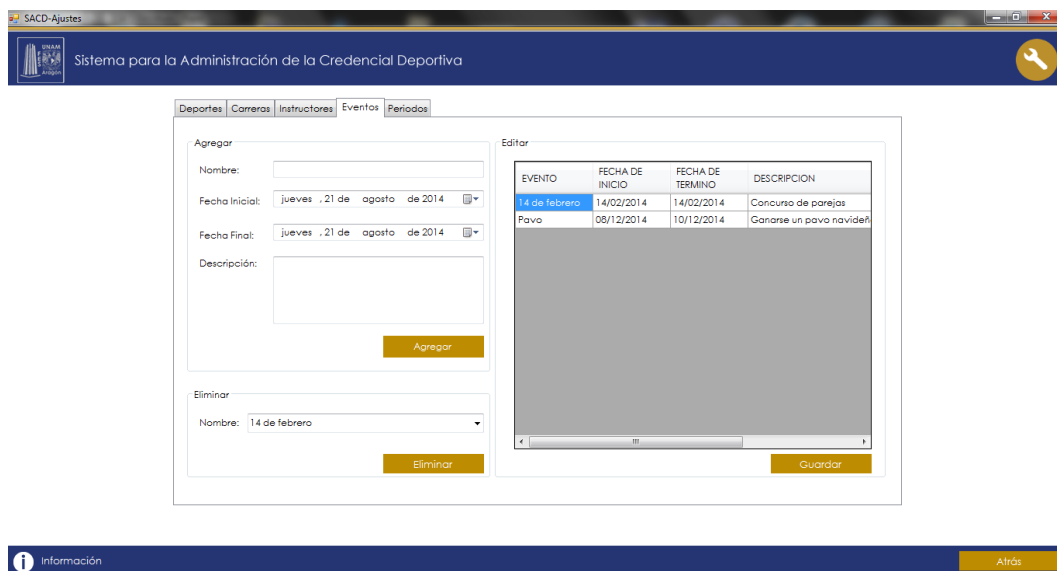 SACD-Ajustes
UNAM
Aragón
Sistema para la Administración de la Credencial Deportiva
Deportes Carreras Instructores Eventos Periodos
Agregar
Nombre:
Fecha Inicial: jueves , 21 de agosto de 2014
Fecha Final: jueves , 21 de agosto de 2014
Descripción:
Agregar
Eliminar
Nombre: 14 de febrero
Eliminar
Editar
EVENTO FECHA DE INICIO FECHA DE TERMINO DESCRIPCION
14 de febrero 14/02/2014 14/02/2014 Concurso de parejas
Pavo 08/12/2014 10/12/2014 Ganarse un pavo navideñ
Guardar
Información
Atrás